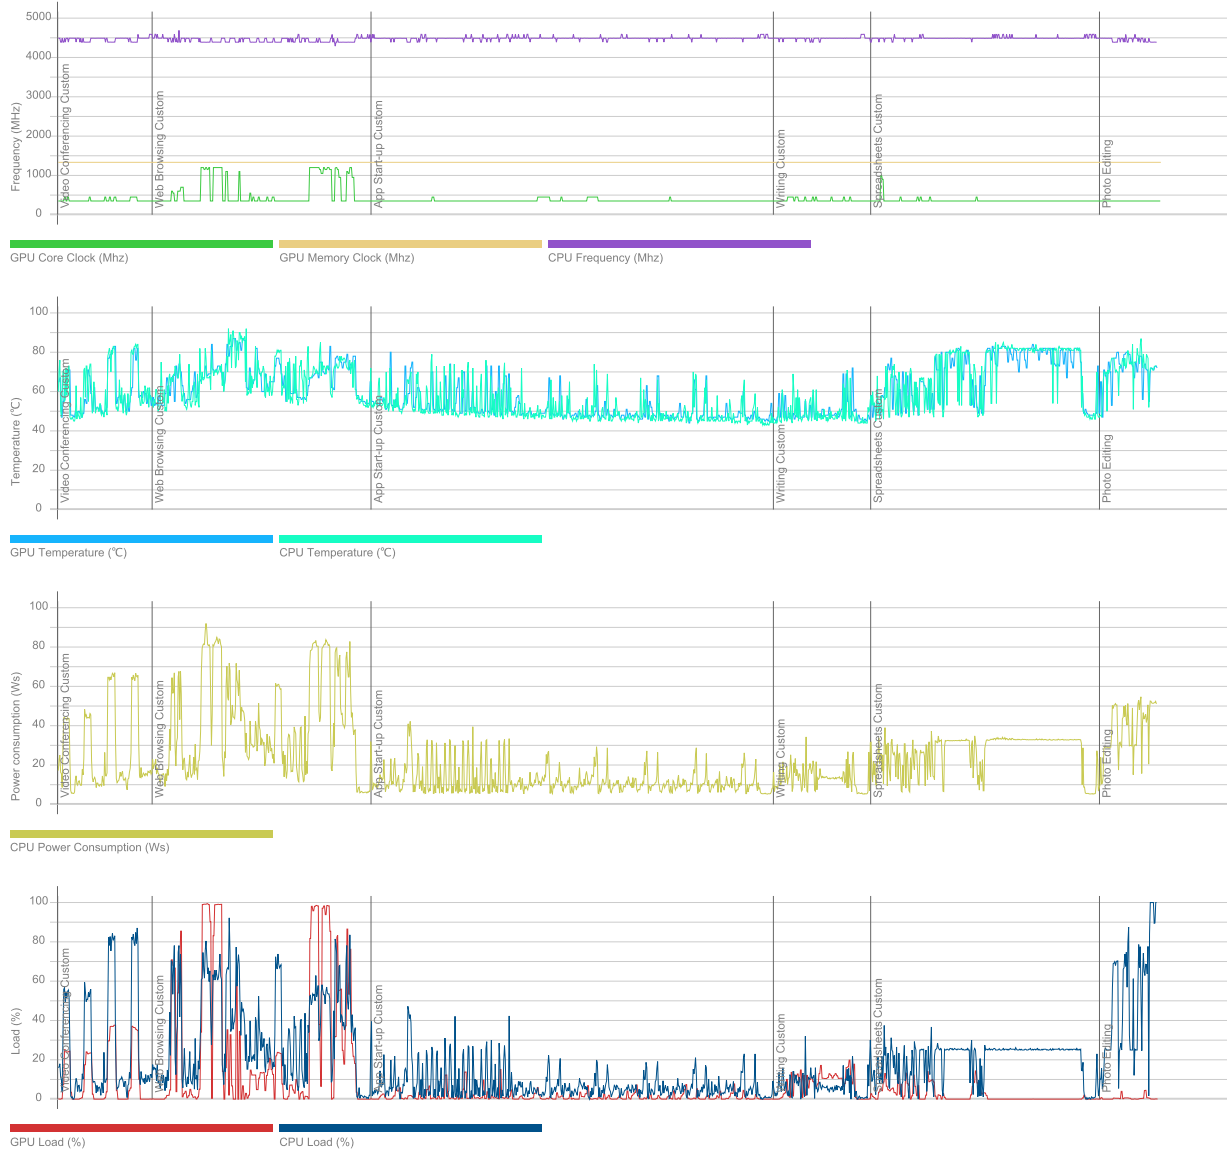 Frequency (MHz)
5000
4000
3000
2000
1000
0
Video Conferencing Custom
Web Browsing Custom
App Start-up Custom
Writing Custom
Spreadsheets Custom
Photo Editing
GPU Core Clock (Mhz)
GPU Memory Clock (Mhz)
CPU Frequency (Mhz)
Temperature (℃)
100
80
60
40
20
0
Video Conferencing Custom
Web Browsing Custom
App Start-up Custom
Writing Custom
Spreadsheets Custom
Photo Editing
GPU Temperature (℃)
CPU Temperature (℃)
Power consumption (Ws)
100
80
60
40
20
0
Video Conferencing Custom
Web Browsing Custom
App Start-up Custom
Writing Custom
Spreadsheets Custom
Photo Editing
CPU Power Consumption (Ws)
Load (%)
100
80
60
40
20
0
Video Conferencing Custom
Web Browsing Custom
App Start-up Custom
Writing Custom
Spreadsheets Custom
Photo Editing
GPU Load (%)
CPU Load (%)